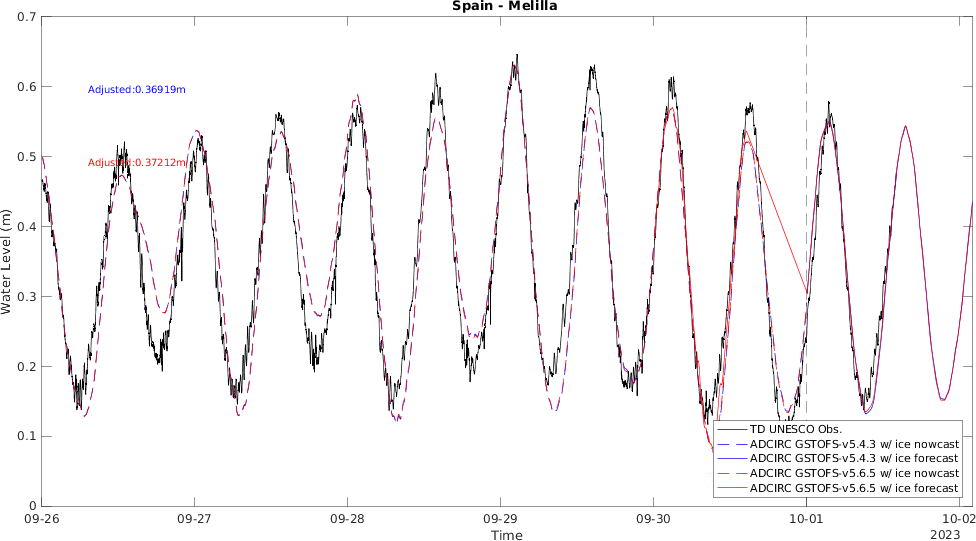 Spain - Melilla
0.7
0.6
0.5
0.4
0.3
0.2
0.1
0
Water Level (m)
Adjusted:0.36919m
Adjusted:0.37212m
TD UNESCO Obs.
ADCIRC GSTOFS-v5.4.3 w/ ice nowcast
ADCIRC GSTOFS-v5.4.3 w/ ice forecast
ADCIRC GSTOFS-v5.6.5 w/ ice nowcast
ADCIRC GSTOFS-v5.6.5 w/ ice forecast
09-26 09-27 09-28 09-29 09-30 10-01 10-02
Time
2023